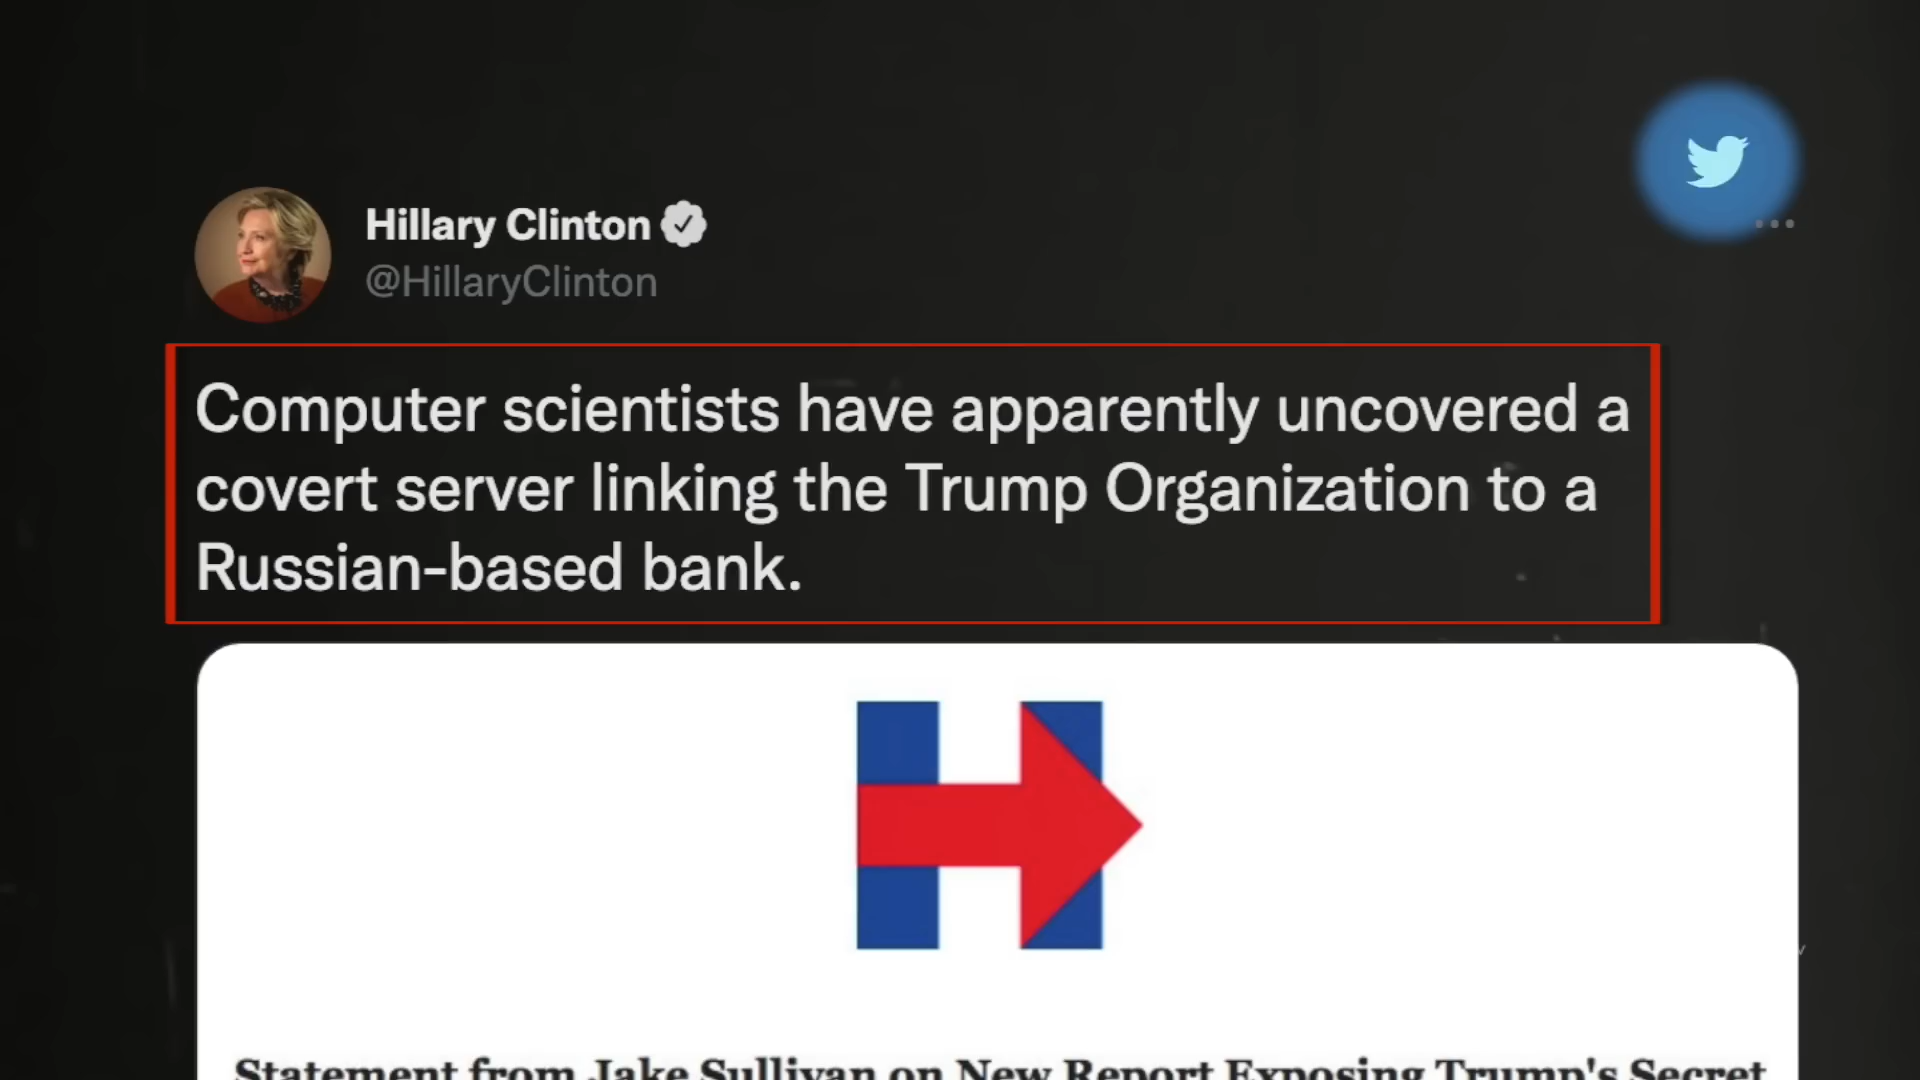 Hillary Clinton
@HillaryClinton
Computer scientists have apparently uncovered a
covert server linking the Trump Organization to a
Russian-based bank.
Statement from Jake Sullivan on New Report Exposing Trump's Secret